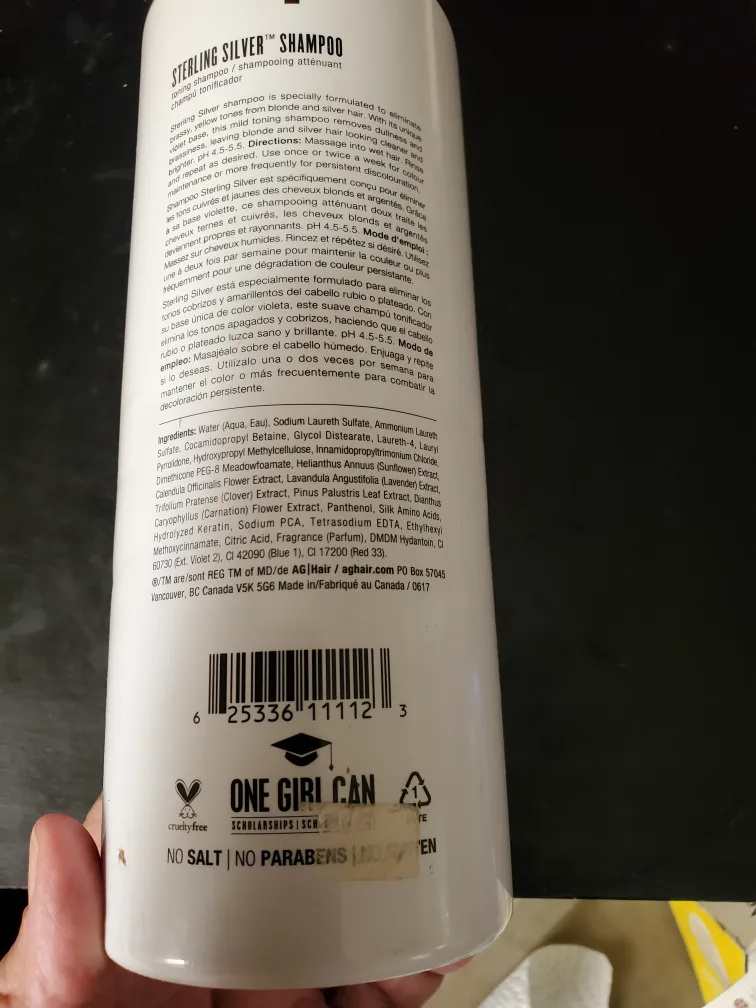 STERLING SILVER™ SHAMPOO
toning shampoo / shampooing atténuant
champú tonificador
Sterling Silver shampoo is specially formulated to eliminate
brassy, yellow tones from blonde and silver hair. With its unique
violet base, this mild toning shampoo removes dullness and
brassiness, leaving blonde and silver hair looking cleaner and
brighter. pH 4.5-5.5. Directions: Massage into wet hair. Rinse
and repeat as desired. Use once or twice a week for colour
maintenance or more frequently for persistent discolouration.
Shampoo Sterling Silver est spécifiquement conçu pour éliminer
les tons cuivrés et jaunes des cheveux blonds et argentés. Grâce
à sa base violette, ce shampooing atténuant doux traite les
cheveux ternes et cuivrés, les cheveux blonds et argentés
deviennent propres et rayonnants. pH 4.5-5.5. Mode d'emploi :
Massez sur cheveux humides. Rincez et répétez si désiré. Utilisez
une à deux fois par semaine pour maintenir la couleur ou plus
fréquemment pour une dégradation de couleur persistante.
Sterling Silver está especialmente formulado para eliminar los
tonos cobrizos y amarillentos del cabello rubio o plateado. Con
su base única de color violeta, este suave champú tonificador
elimina los tonos apagados y cobrizos, haciendo que el cabello
rubio o plateado luzca sano y brillante. pH 4.5-5.5. Modo de
empleo: Masajéalo sobre el cabello húmedo. Enjuaga y repite
si lo deseas. Utilízalo una o dos veces por semana para
mantener el color o más frecuentemente para combatir la
decoloración persistente.
Ingredients: Water (Aqua, Eau), Sodium Laureth Sulfate, Ammonium Laureth
Sulfate, Cocamidopropyl Betaine, Glycol Distearate, Laureth-4, Lauryl
Pyrrolidone, Hydroxypropyl Methylcellulose, Innamidopropyltrimonium Chloride,
Dimethicone PEG-8 Meadowfoamate, Helianthus Annuus (Sunflower) Extract,
Calendula Officinalis Flower Extract, Lavandula Angustifolia (Lavender) Extract,
Trifolium Pratense (Clover) Extract, Pinus Palustris Leaf Extract, Dianthus
Caryophyllus (Carnation) Flower Extract, Panthenol, Silk Amino Acids,
Hydrolyzed Keratin, Sodium PCA, Tetrasodium EDTA, Ethylhexyl
Methoxycinnamate, Citric Acid, Fragrance (Parfum), DMDM Hydantoin, CI
60730 (Ext. Violet 2), CI 42090 (Blue 1), CI 17200 (Red 33).
®/TM are/sont REG TM of MD/de AG|Hair / aghair.com PO Box 57045
Vancouver, BC Canada V5K 5G6 Made in/Fabriqué au Canada / 0617
6 25336 11112 3
ONE GIRL CAN
SCHOLARSHIPS | SCH
crueltyfree
1
NO SALT | NO PARABENS |